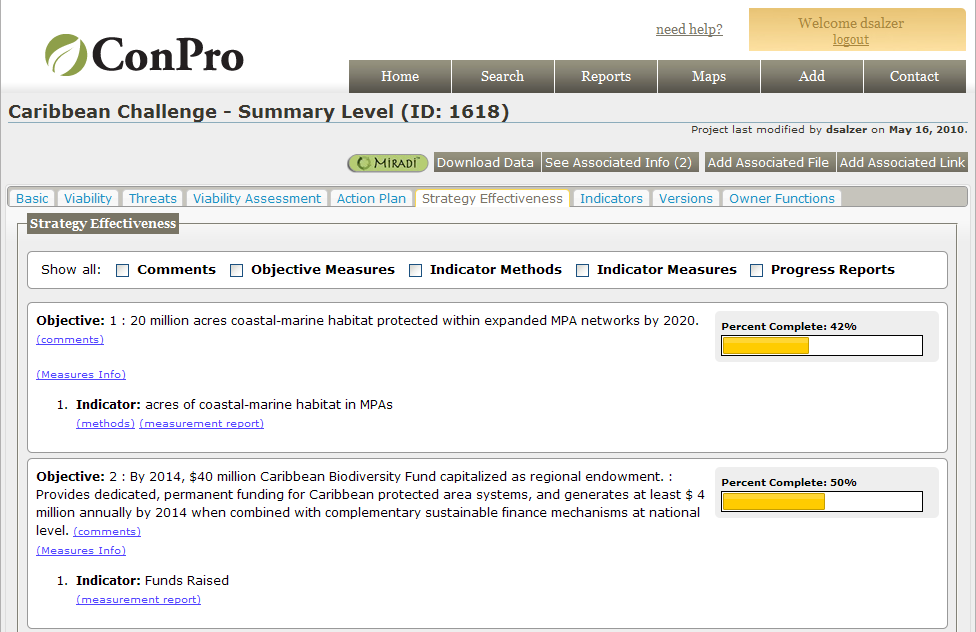 need help?
Welcome dsalzer
logout
ConPro
Home Search Reports Maps Add Contact
Caribbean Challenge - Summary Level (ID: 1618)
Project last modified by dsalzer on May 16, 2010.
MIRADI™ Download Data See Associated Info (2) Add Associated File Add Associated Link
Basic Viability Threats Viability Assessment Action Plan Strategy Effectiveness Indicators Versions Owner Functions
Strategy Effectiveness
Show all: Comments Objective Measures Indicator Methods Indicator Measures Progress Reports
Objective: 1 : 20 million acres coastal-marine habitat protected within expanded MPA networks by 2020.
(comments)
Percent Complete: 42%
(Measures Info)
1. Indicator: acres of coastal-marine habitat in MPAs
(methods) (measurement report)
Objective: 2 : By 2014, $40 million Caribbean Biodiversity Fund capitalized as regional endowment. :
Provides dedicated, permanent funding for Caribbean protected area systems, and generates at least $ 4
million annually by 2014 when combined with complementary sustainable finance mechanisms at national
level. (comments)
Percent Complete: 50%
(Measures Info)
1. Indicator: Funds Raised
(measurement report)